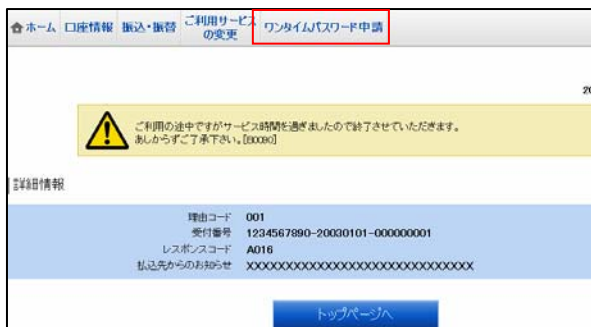 ホーム 口座情報 振込・振替 ご利用サービスの変更 ワンタイムパスワード申請
20
ご利用の途中ですがサービス時間を過ぎましたので終了させていただきます。
あしからずご了承下さい。[E0080]
詳細情報
理由コード 001
受付番号 1234567890-20030101-000000001
レスポンスコード A016
払込先からのお知らせ XXXXXXXXXXXXXXXXXXXXXXXXXXXXX
トップページへ